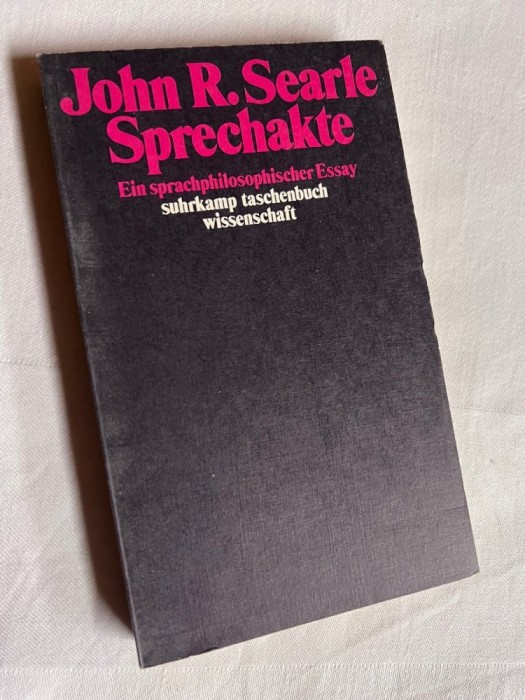 John R. Searle
Sprechakte
Ein sprachphilosophischer Essay
suhrkamp taschenbuch
wissenschaft